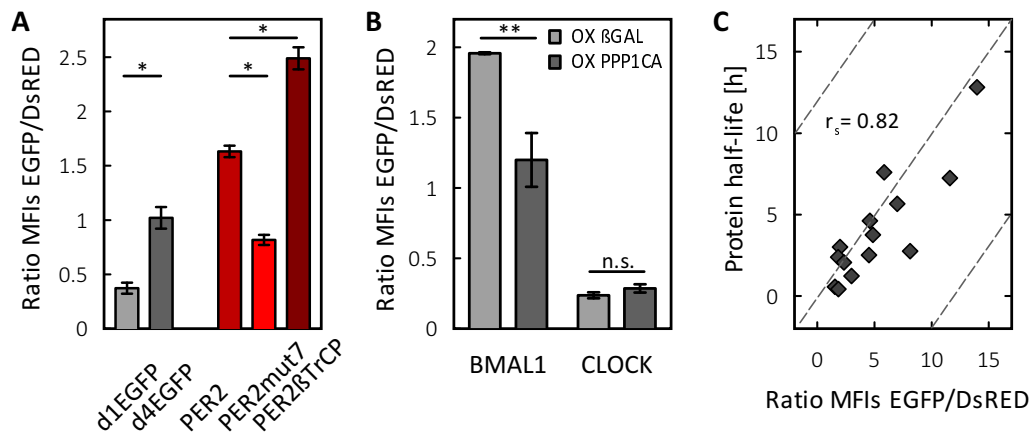 A
Ratio MFIs EGFP/DsRED
2.5
2
1.5
1
0.5
0
*
*
*
d1EGFP
d4EGFP
PER2
PER2mut7
PER2ßTrCP
B
Ratio MFIs EGFP/DsRED
2
1.5
1
0.5
0
**
OX ßGAL
OX PPP1CA
n.s.
BMAL1
CLOCK
C
Protein half-life [h]
15
10
5
0
rs= 0.82
0
5
10
15
Ratio MFIs EGFP/DsRED